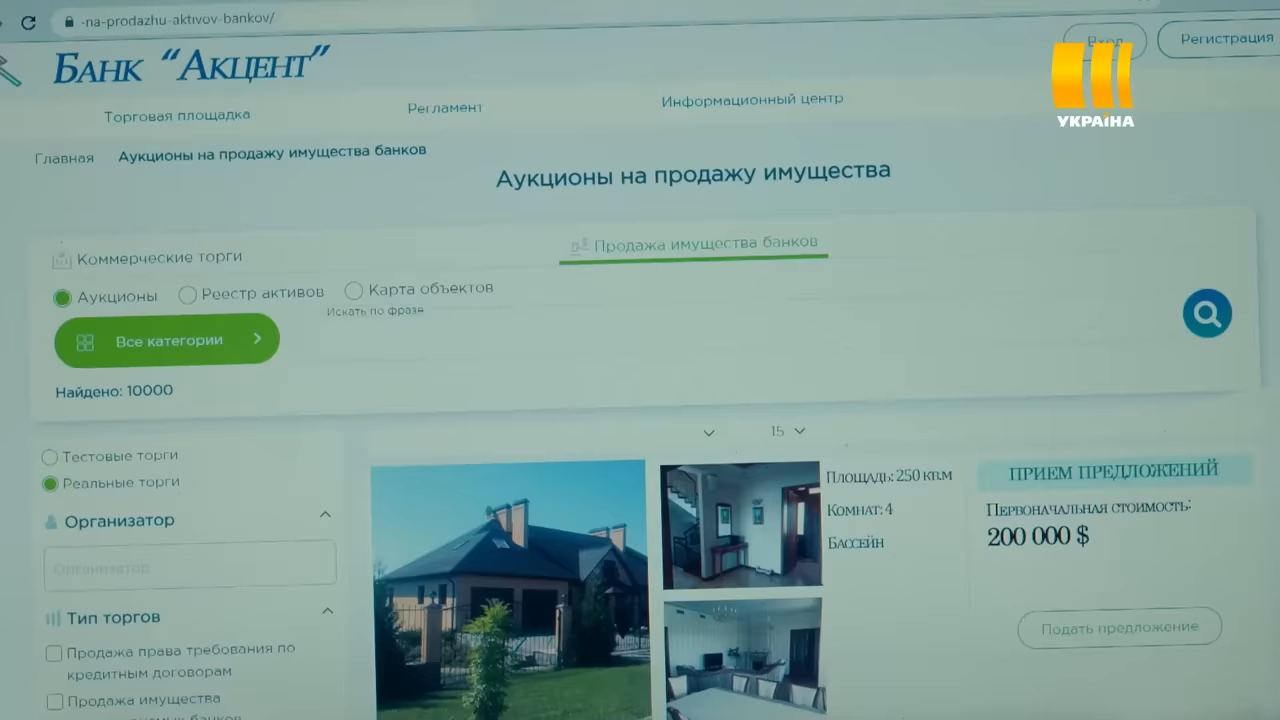 -na-prodazhu-aktivov-bankov/
Банк “Акцент”
Вход
Регистрация
УКРАЇНА
Торговая площадка
Регламент
Информационный центр
Главная
Аукционы на продажу имущества банков
Аукционы на продажу имущества
Коммерческие торги
Продажа имущества банков
Аукционы
Реестр активов
Карта объектов
Искать по фразе
Все категории
Найдено: 10000
15
Тестовые торги
Реальные торги
Организатор
Организатор
Тип торгов
Продажа права требования по
кредитным договорам
Продажа имущества
банков
Площадь: 250 кв.м
Комнат: 4
Бассейн
ПРИЕМ ПРЕДЛОЖЕНИЙ
Первоначальная стоимость:
200 000 $
Подать предложение